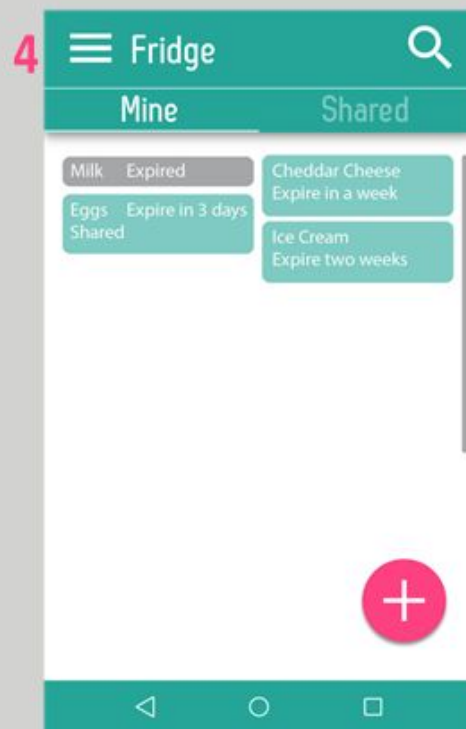 4
Fridge
Mine Shared
Milk Expired
Eggs Expire in 3 days
Shared
Cheddar Cheese
Expire in a week
Ice Cream
Expire two weeks